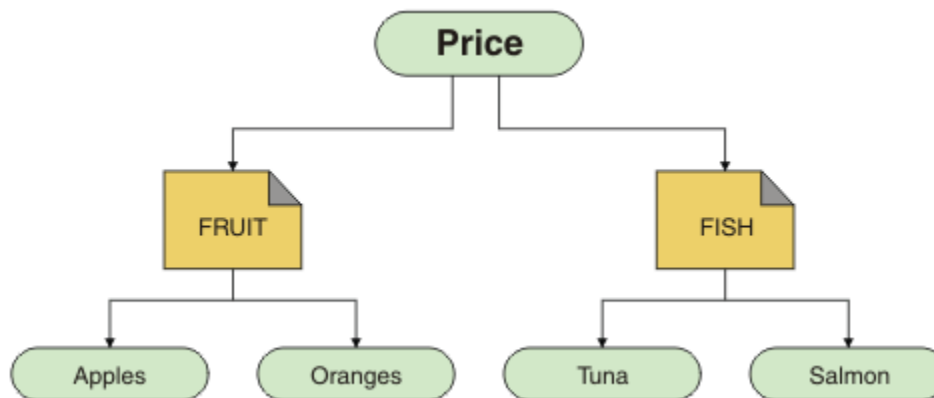 Price
FRUIT
FISH
Apples
Oranges
Tuna
Salmon